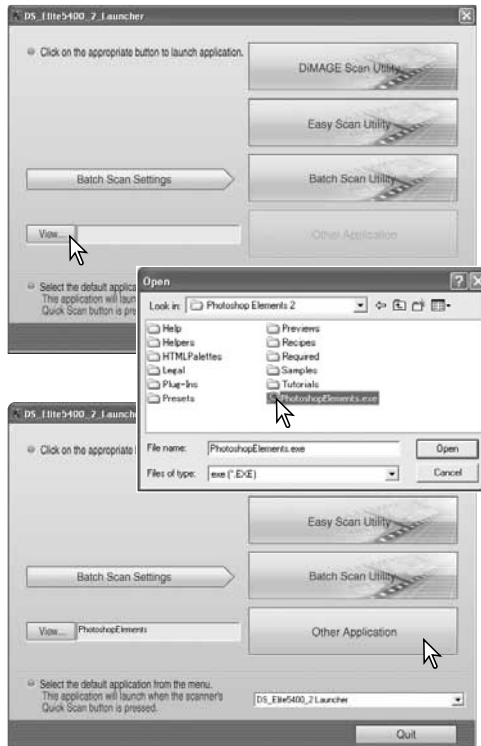 DS_Elite5400_2_Launcher
Click on the appropriate button to launch application.
DiMAGE Scan Utility
Easy Scan Utility
Batch Scan Settings
Batch Scan Utility
View...
Other Application
Select the default applica
This application will laun
Quick Scan button is pre
Open
Look in:
Photoshop Elements 2
Help
Helpers
HTMLPalettes
Legal
Plug-Ins
Presets
Previews
Recipes
Required
Samples
Tutorials
PhotoshopElements.exe
File name:
PhotoshopElements.exe
Open
Files of type:
exe (*.EXE)
Cancel
DS_Elite5400_2_Launch
Click on the appropriate
Easy Scan Utility
Batch Scan Settings
Batch Scan Utility
View...
PhotoshopElements
Other Application
Select the default application from the menu.
This application will launch when the scanner's
Quick Scan button is pressed.
DS_Elite5400_2 Launcher
Quit